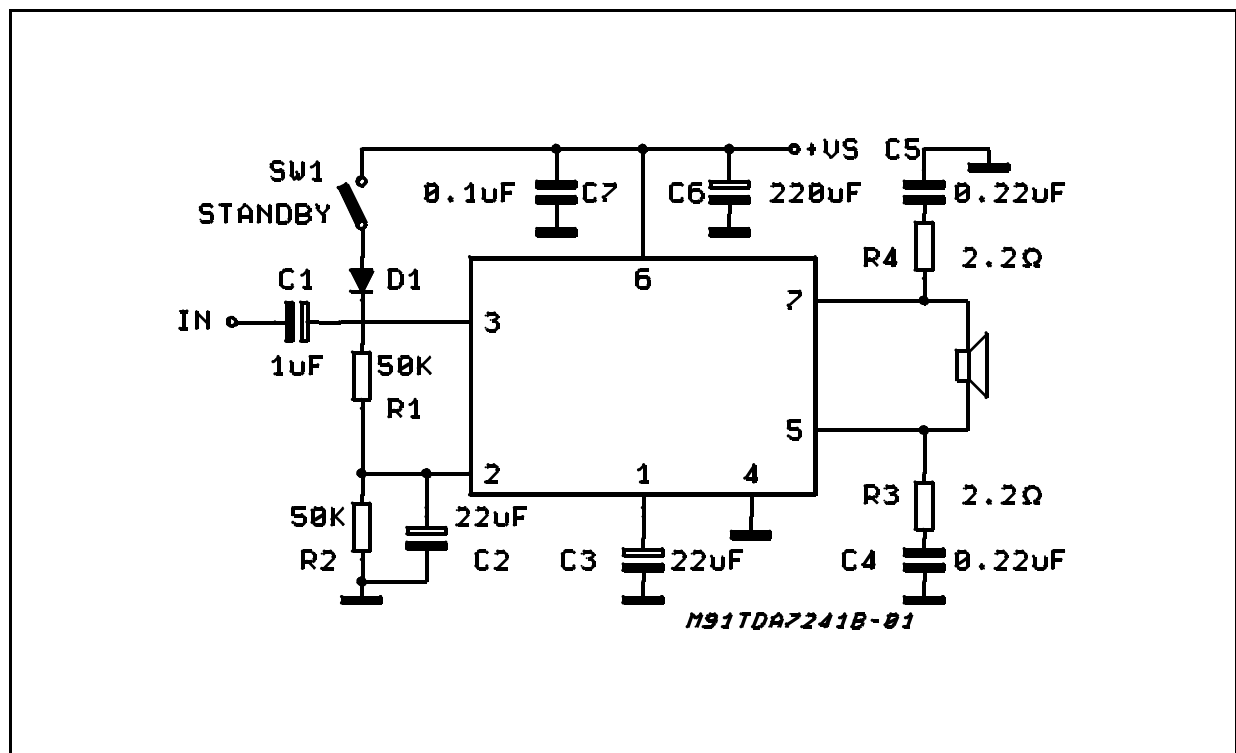 +VS C5
SW1
0.1uF C7 C6 220uF 0.22uF
STANDBY
R4 2.2Ω
C1 D1 6
7
IN 3
1uF 50K
R1
5
2 1 4
R3 2.2Ω
50K 22uF
R2 C2 C3 22uF C4 0.22uF
M91TDA7241B-01